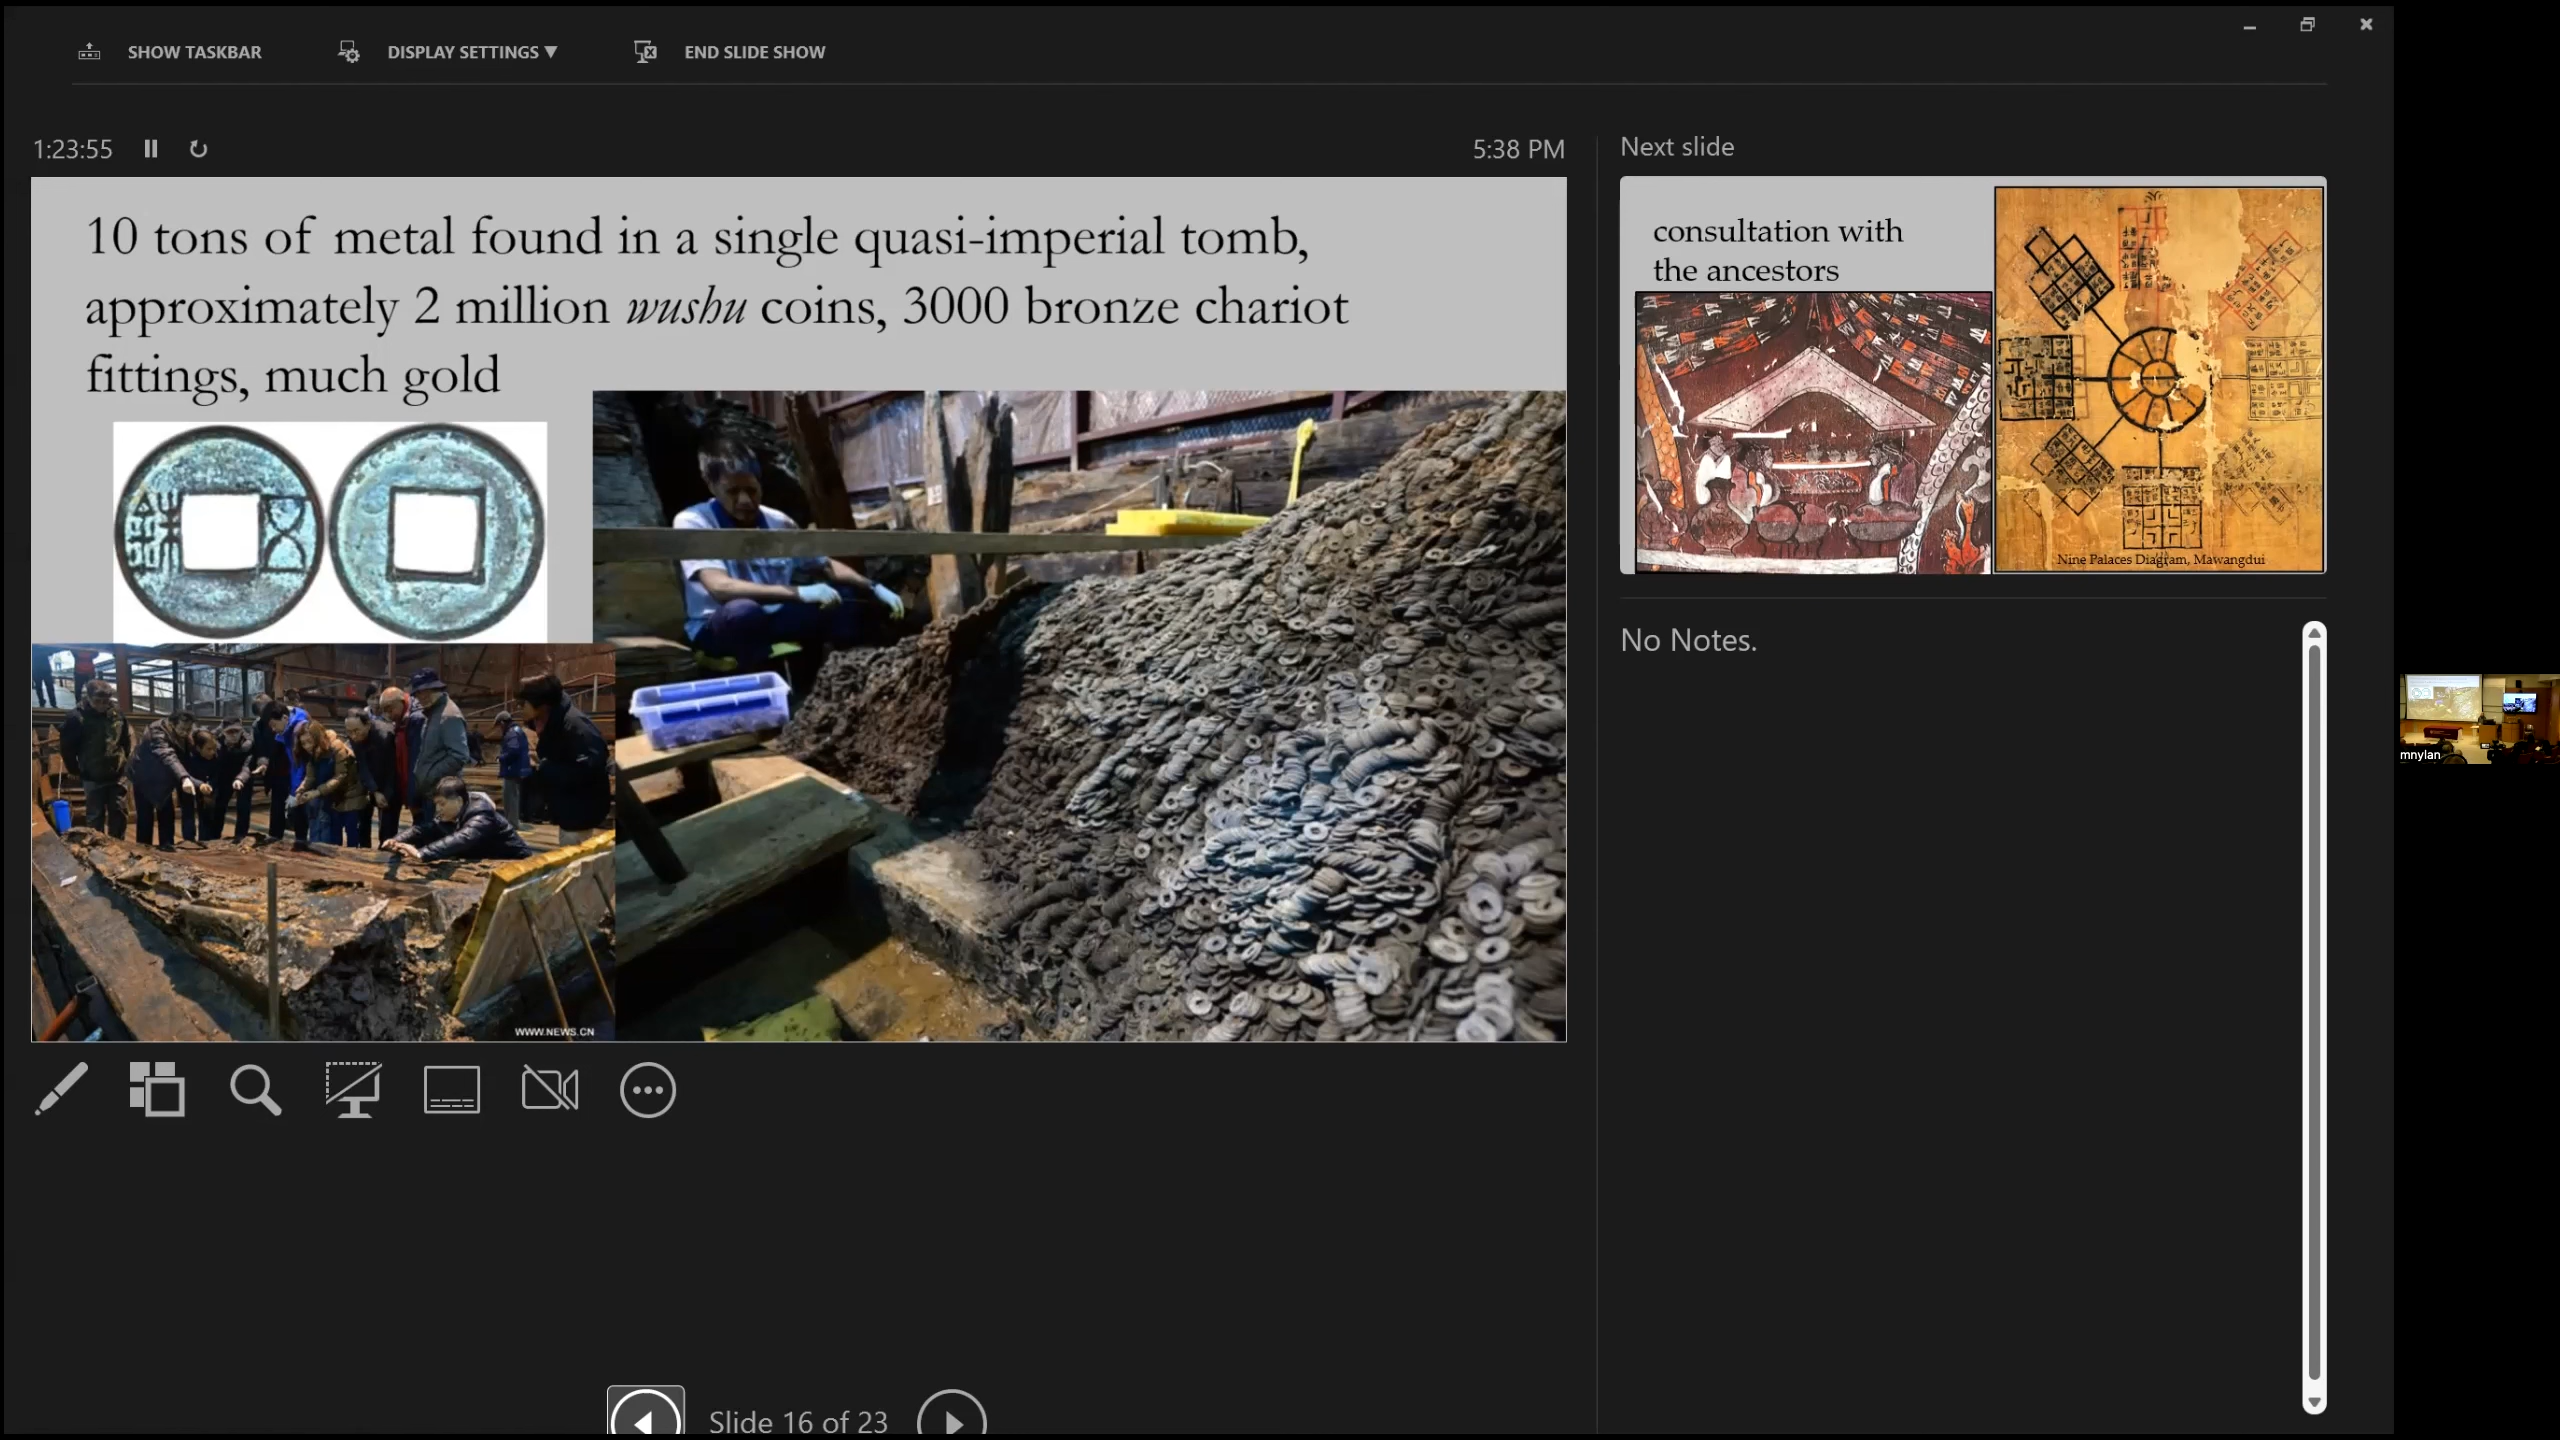 SHOW TASKBAR
DISPLAY SETTINGS ▼
END SLIDE SHOW
1:23:55
5:38 PM
10 tons of metal found in a single quasi-imperial tomb,
approximately 2 million wushu coins, 3000 bronze chariot
fittings, much gold
WWW.NEWS.CN
Slide 16 of 23
Next slide
consultation with
the ancestors
Nine Palaces Diagram, Mawangdui
No Notes.
mnylan